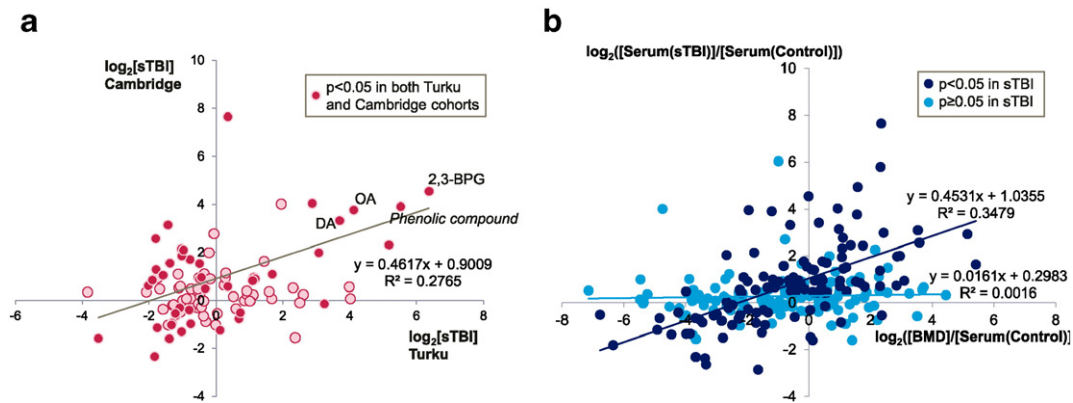 a
log₂[sTBI]
Cambridge
10
8
6
4
2
0
-2
-4
-6
-4
-2
0
2
4
6
8
p<0.05 in both Turku
and Cambridge cohorts
2,3-BPG
OA
DA
Phenolic compound
y = 0.4617x + 0.9009
R² = 0.2765
log₂[sTBI]
Turku
b
log₂([Serum(sTBI)]/[Serum(Control)])
10
8
6
4
2
0
-2
-4
-8
-6
-4
-2
0
2
4
6
8
p<0.05 in sTBI
p≥0.05 in sTBI
y = 0.4531x + 1.0355
R² = 0.3479
y = 0.0161x + 0.2983
R² = 0.0016
log₂([BMD]/[Serum(Control)])